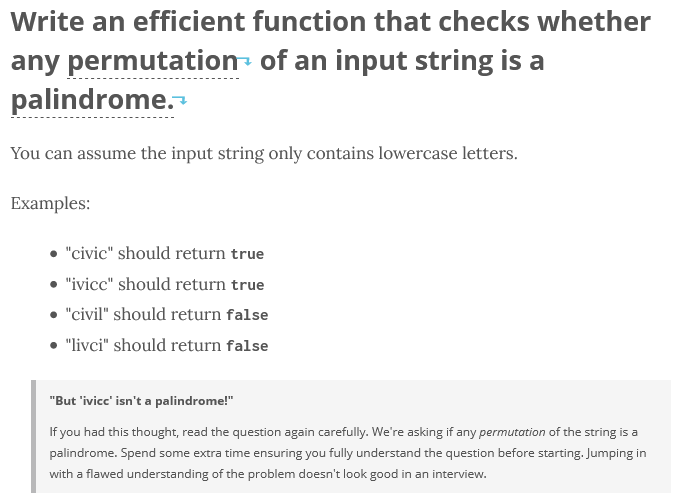 Write an efficient function that checks whether
any permutation of an input string is a
palindrome.
You can assume the input string only contains lowercase letters.
Examples:
• "civic" should return true
• "ivicc" should return true
• "civil" should return false
• "livci" should return false
"But 'ivicc' isn't a palindrome!"
If you had this thought, read the question again carefully. We're asking if any permutation of the string is a
palindrome. Spend some extra time ensuring you fully understand the question before starting. Jumping in
with a flawed understanding of the problem doesn't look good in an interview.